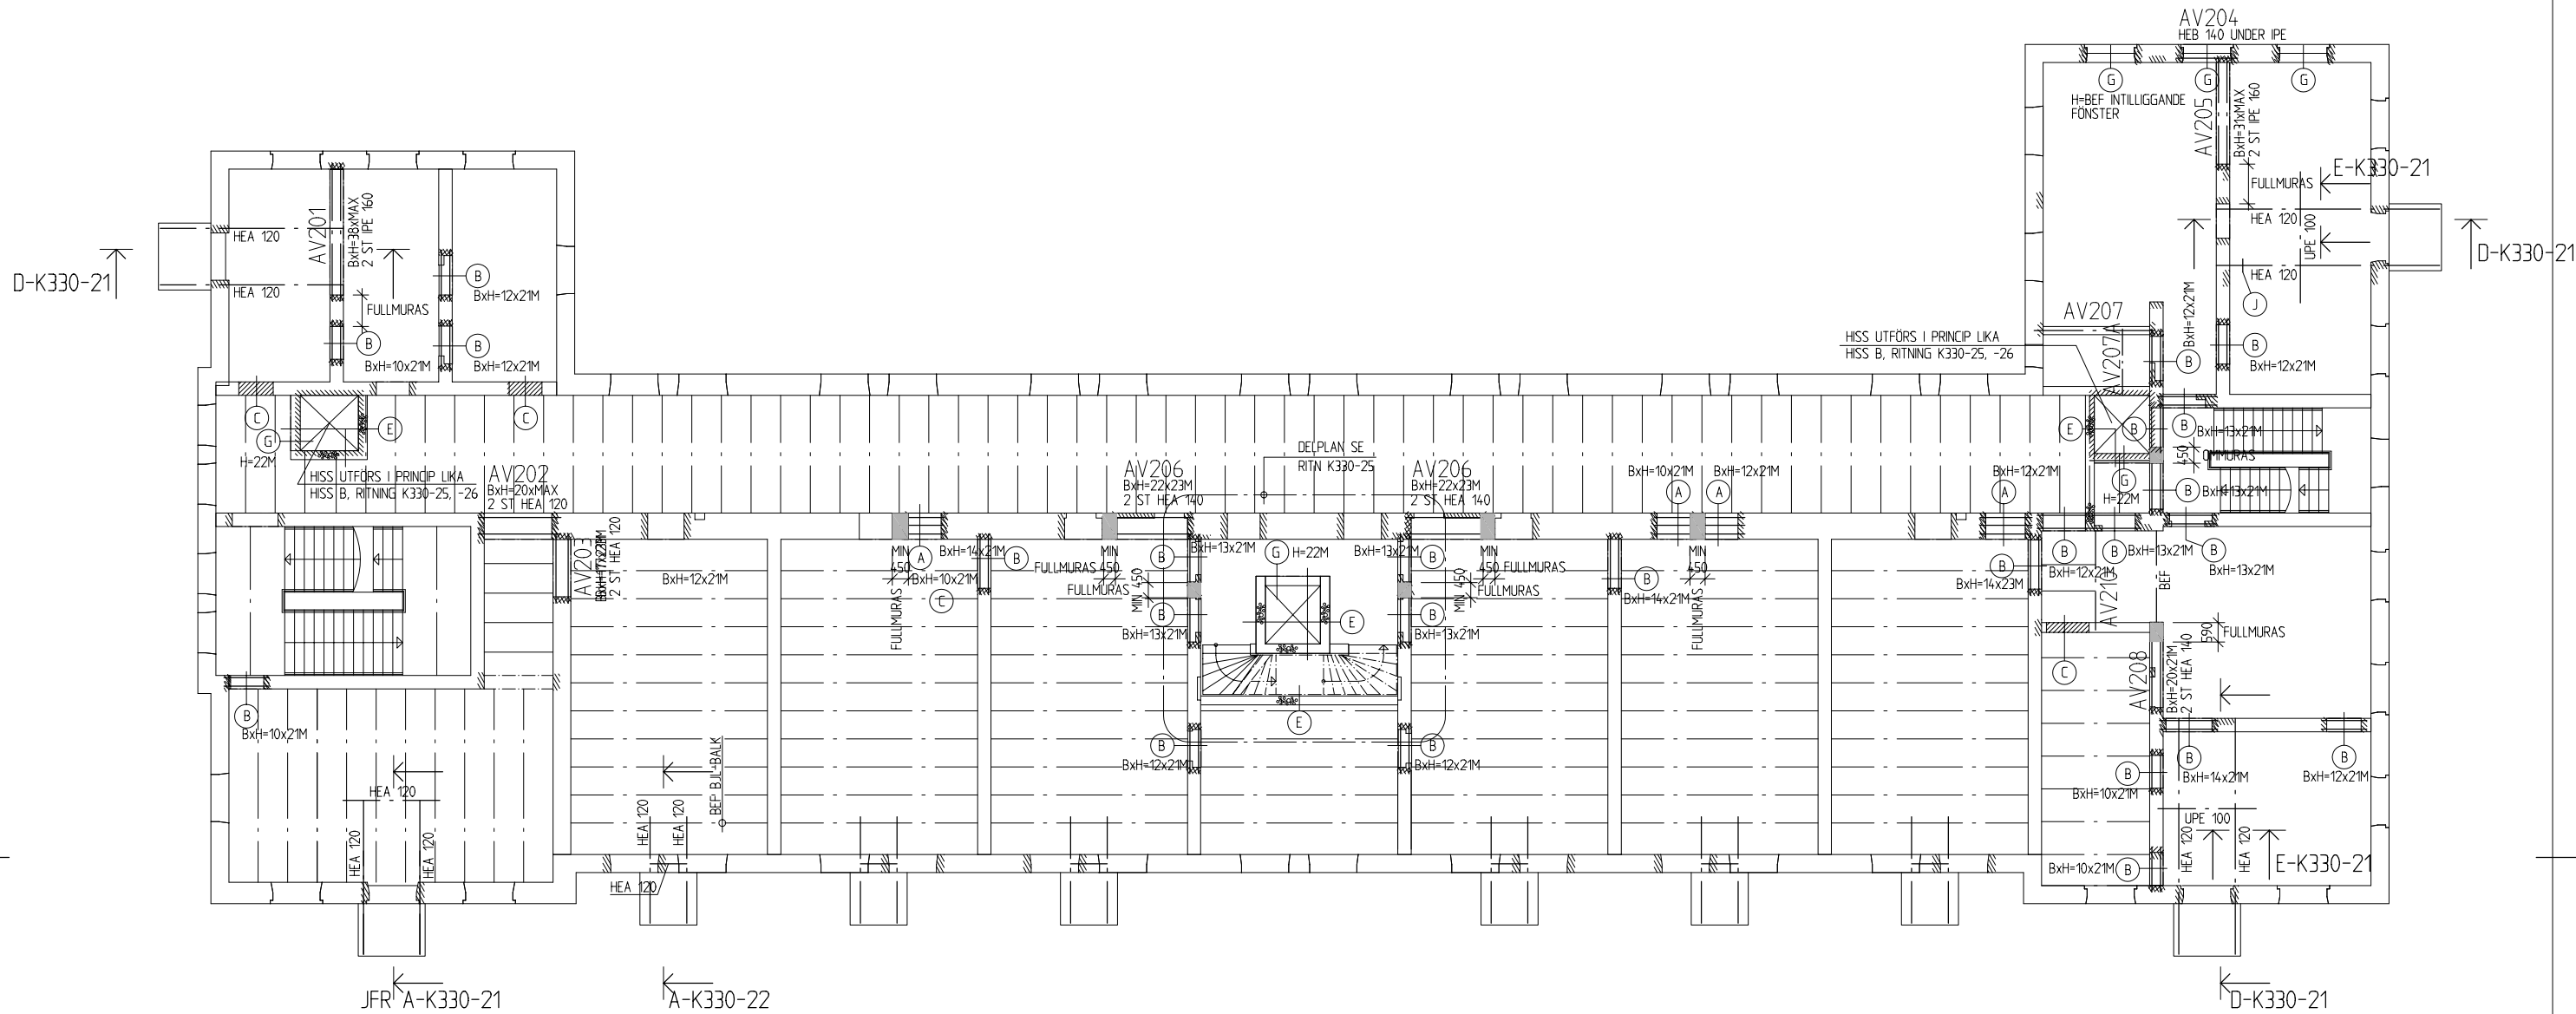 AV204
HEB 140 UNDER IPE
G
G
G
H=BEF INTILLIGGANDE
FÖNSTER
AV205
BxH=31xMAX
2 ST IPE 160
E-K330-21
FULLMURAS
HEA 120
UPE 100
HEA 120
D-K330-21
J
BxH=12x21M
B
B
BxH=12x21M
AV207
AV207A
HISS UTFÖRS I PRINCIP LIKA
HISS B, RITNING K330-25, -26
D-K330-21
HEA 120
HEA 120
AV201
BxH=38xMAX
2 ST IPE 160
FULLMURAS
B
BxH=10x21M
B
BxH=12x21M
B
BxH=12x21M
C
C
G
E
H=22M
HISS UTFÖRS I PRINCIP LIKA
HISS B, RITNING K330-25, -26
AV202
BxH=20xMAX
2 ST HEA 120
AV203
2 ST HEA 120
BxH=12x21M
DELPLAN SE
RITN K330-25
AV206
BxH=22x23M
2 ST HEA 140
AV206
BxH=22x23M
2 ST HEA 140
BxH=10x21M
A
BxH=12x21M
A
BxH=12x21M
A
E
B
B
BxH=13x21M
450
OMMURAS
G
H=22M
B
BxH=13x21M
MIN
450
A
BxH=14x21M
BxH=10x21M
C
FULLMURAS
B
FULLMURAS
MIN
450
FULLMURAS
MIN 450
B
BxH=13x21M
B
BxH=13x21M
G
H=22M
E
E
BxH=13x21M
B
B
BxH=13x21M
MIN 450
MIN
450
FULLMURAS
FULLMURAS
B
BxH=14x21M
MIN
450
FULLMURAS
B
BxH=14x23M
B
BxH=12x21M
B
BxH=13x21M
B
BxH=13x21M
AV210
BEF
590
FULLMURAS
C
AV208
BxH=20x21M
2 ST HEA 140
B
BxH=10x21M
B
BxH=12x21M
B
BxH=12x21M
B
BxH=14x21M
B
BxH=12x21M
B
BxH=10x21M
BEF BJL-BALK
HEA 120
HEA 120
HEA 120
HEA 120
HEA 120
HEA 120
UPE 100
HEA 120
HEA 120
BxH=10x21M
B
E-K330-21
JFR A-K330-21
A-K330-22
D-K330-21